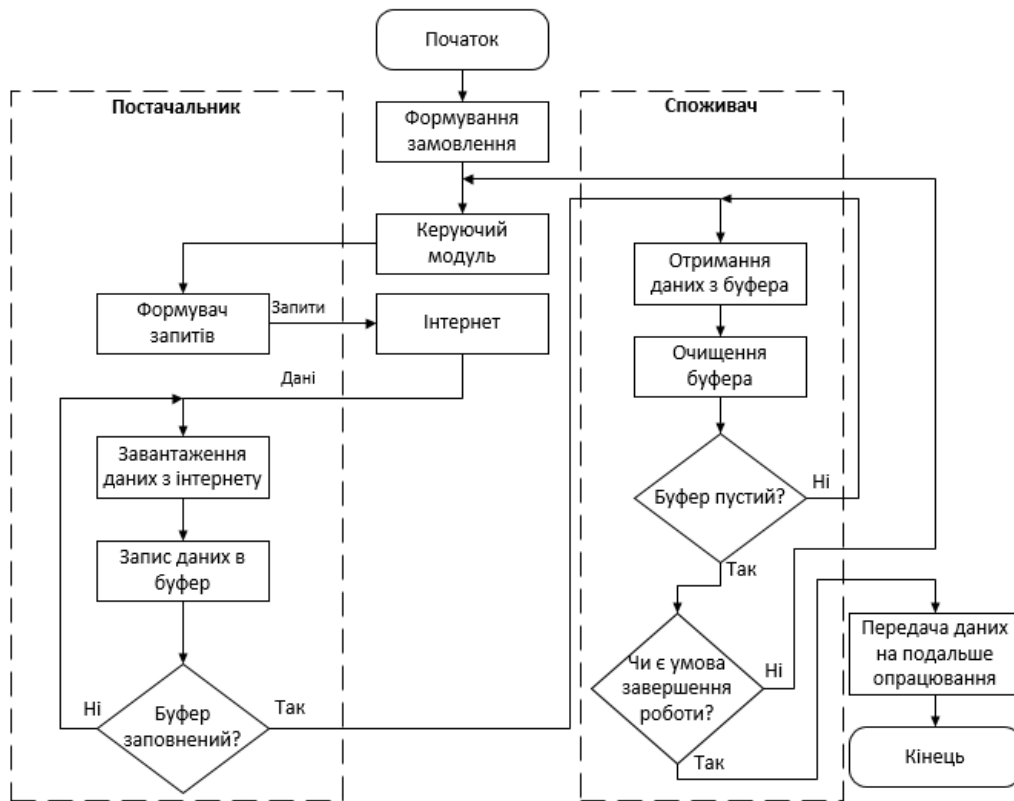 Початок
Постачальник
Споживач
Формування
замовлення
Керуючий
модуль
Отримання
даних з буфера
Формувач
запитів
Запити
Інтернет
Очищення
буфера
Дані
Завантаження
даних з інтернету
Буфер пустий?
Ні
Запис даних в
буфер
Так
Передача даних
на подальше
опрацювання
Чи є умова
завершення
роботи?
Ні
Ні
Буфер
заповнений?
Так
Так
Кінець